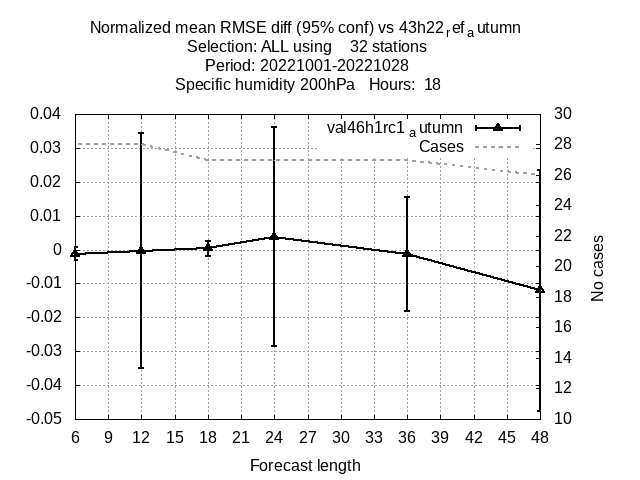 Normalized mean RMSE diff (95% conf) vs 43h22refautumn
Selection: ALL using 32 stations
Period: 20221001-20221028
Specific humidity 200hPa Hours: 18
0.04
0.03
0.02
0.01
0
-0.01
-0.02
-0.03
-0.04
-0.05
val46h1rc1autumn
Cases
30
28
26
24
22
20
18
16
14
12
10
No cases
6 9 12 15 18 21 24 27 30 33 36 39 42 45 48
Forecast length